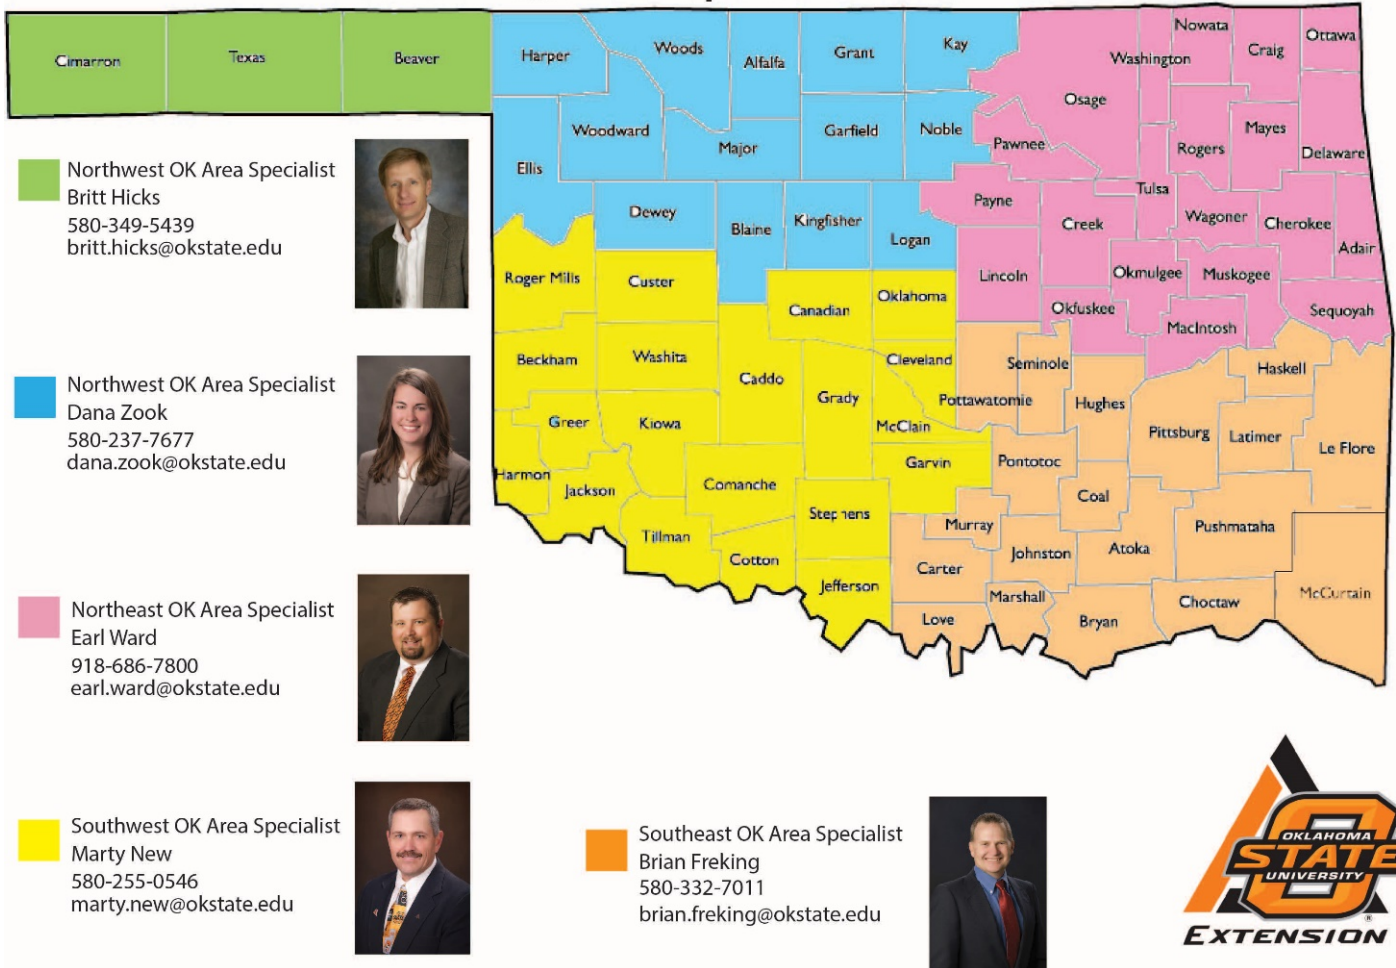 Cimarron
Texas
Beaver
Harper
Woods
Alfalfa
Grant
Kay
Nowata
Ottawa
Craig
Washington
Osage
Woodward
Major
Garfield
Noble
Pawnee
Rogers
Mayes
Delaware
Ellis
Dewey
Blaine
Kingfisher
Logan
Payne
Creek
Tulsa
Wagoner
Cherokee
Adair
Roger Mills
Custer
Canadian
Oklahoma
Lincoln
Okmulgee
Muskogee
Okfuskee
MacIntosh
Sequoyah
Beckham
Washita
Caddo
Grady
Cleveland
Seminole
Haskell
Pottawatomie
Hughes
Greer
Kiowa
McClain
Pittsburg
Latimer
Le Flore
Harmon
Jackson
Comanche
Garvin
Pontotoc
Coal
Tillman
Stephens
Murray
Johnston
Atoka
Pushmataha
Cotton
Jefferson
Carter
Love
Marshall
Bryan
Choctaw
McCurtain
Northwest OK Area Specialist
Britt Hicks
580-349-5439
britt.hicks@okstate.edu
Northwest OK Area Specialist
Dana Zook
580-237-7677
dana.zook@okstate.edu
Northeast OK Area Specialist
Earl Ward
918-686-7800
earl.ward@okstate.edu
Southwest OK Area Specialist
Marty New
580-255-0546
marty.new@okstate.edu
Southeast OK Area Specialist
Brian Freking
580-332-7011
brian.freking@okstate.edu
OKLAHOMA
STATE
UNIVERSITY
®
EXTENSION